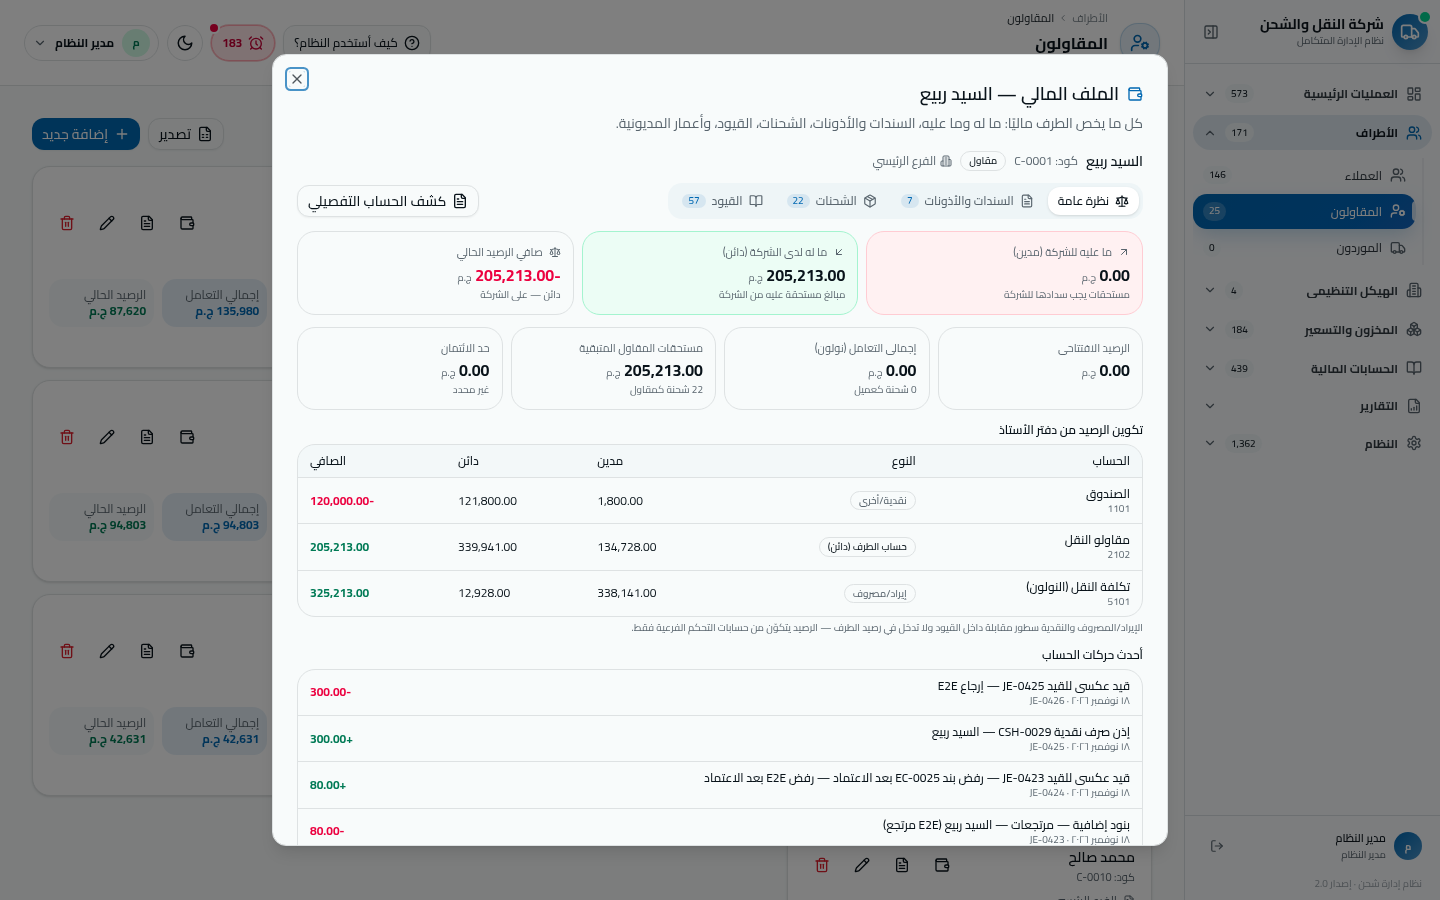 شركة النقل والشحن
نظام الإدارة المتكامل
العمليات الرئيسية 573
الأطراف 171
العملاء 146
المقاولون 25
الموردون 0
الهيكل التنظيمى 4
المخزون والتسعير 184
الحسابات المالية 439
التقارير
النظام 1,362
م
مدير النظام
مدير النظام
نظام إدارة شحن · إصدار 2.0
الأطراف › المقاولون
المقاولون
كيف أستخدم النظام؟
183
م مدير النظام
تصدير
إضافة جديد
إجمالي التعامل
135,980 ج.م
الرصيد الحالي
87,620 ج.م
إجمالي التعامل
94,803 ج.م
الرصيد الحالي
94,803 ج.م
إجمالي التعامل
42,631 ج.م
الرصيد الحالي
42,631 ج.م
محمد صالح
كود: C-0010
الملف المالي — السيد ربيع
كل ما يخص الطرف ماليًا: ما له وما عليه، السندات والأذونات، الشحنات، القيود، وأعمار المديونية.
السيد ربيع كود: C-0001 مقاول الفرع الرئيسي
نظرة عامة
السندات والأذونات 7
الشحنات 22
القيود 57
كشف الحساب التفصيلي
ما عليه للشركة (مدين)
0.00 ج.م
مستحقات يجب سدادها للشركة
ما له لدى الشركة (دائن)
205,213.00 ج.م
مبالغ مستحقة عليه من الشركة
صافي الرصيد الحالي
-205,213.00 ج.م
دائن — على الشركة
الرصيد الافتتاحى
0.00 ج.م
إجمالى التعامل (نولون)
0.00 ج.م
0 شحنة كعميل
مستحقات المقاول المتبقية
205,213.00 ج.م
22 شحنة كمقاول
حد الائتمان
0.00 ج.م
غير محدد
تكوين الرصيد من دفتر الأستاذ
الحساب النوع مدين دائن الصافي
الصندوق نقدية/أخرى 1,800.00 121,800.00 -120,000.00
1101
مقاولو النقل حساب الطرف (دائن) 134,728.00 339,941.00 205,213.00
2102
تكلفة النقل (النولون) إيراد/مصروف 338,141.00 12,928.00 325,213.00
5101
الإيراد/المصروف والنقدية سطور مقابلة داخل القيود ولا تدخل في رصيد الطرف — الرصيد يتكوّن من حسابات التحكم الفرعية فقط.
أحدث حركات الحساب
قيد عكسى للقيد JE-0425 — إرجاع E2E -300.00
١٨ نوفمبر ٢٠٢٦ · JE-0426
إذن صرف نقدية CSH-0029 — السيد ربيع +300.00
١٨ نوفمبر ٢٠٢٦ · JE-0425
قيد عكسى للقيد JE-0423 — رفض بند EC-0025 بعد الاعتماد — رفض E2E بعد الاعتماد +80.00
١٨ نوفمبر ٢٠٢٦ · JE-0424
بنود إضافية — مرتجعات — السيد ربيع (E2E مرتجع) -80.00
١٨ نوفمبر ٢٠٢٦ · JE-0423